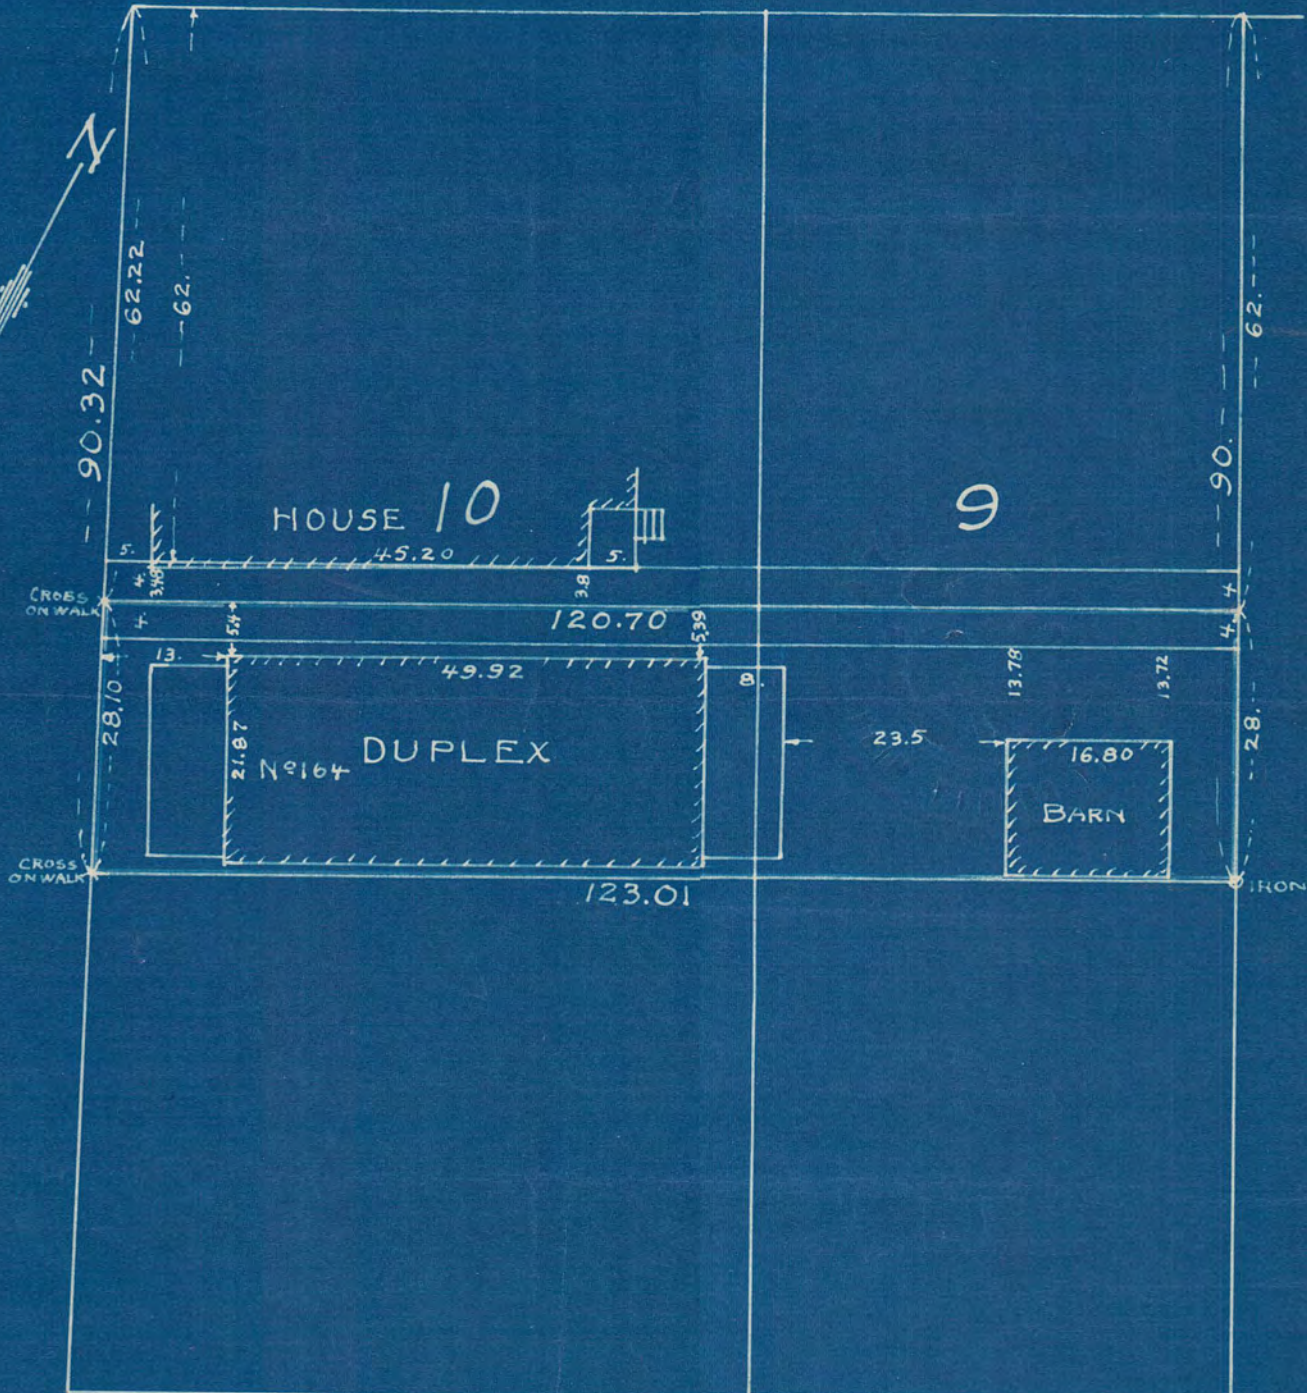 N
62.22
62.
90.32
62.
90.
HOUSE 10
9
45.20
5.
5.
4.
3.48
3.8
4.
CROSS
ON WALK
4.
5.4
120.70
5.39
4.
13.
49.92
8.
13.78
13.72
28.10
21.87
Nº164
DUPLEX
23.5
16.80
28.
BARN
CROSS
ON WALK
123.01
IRON